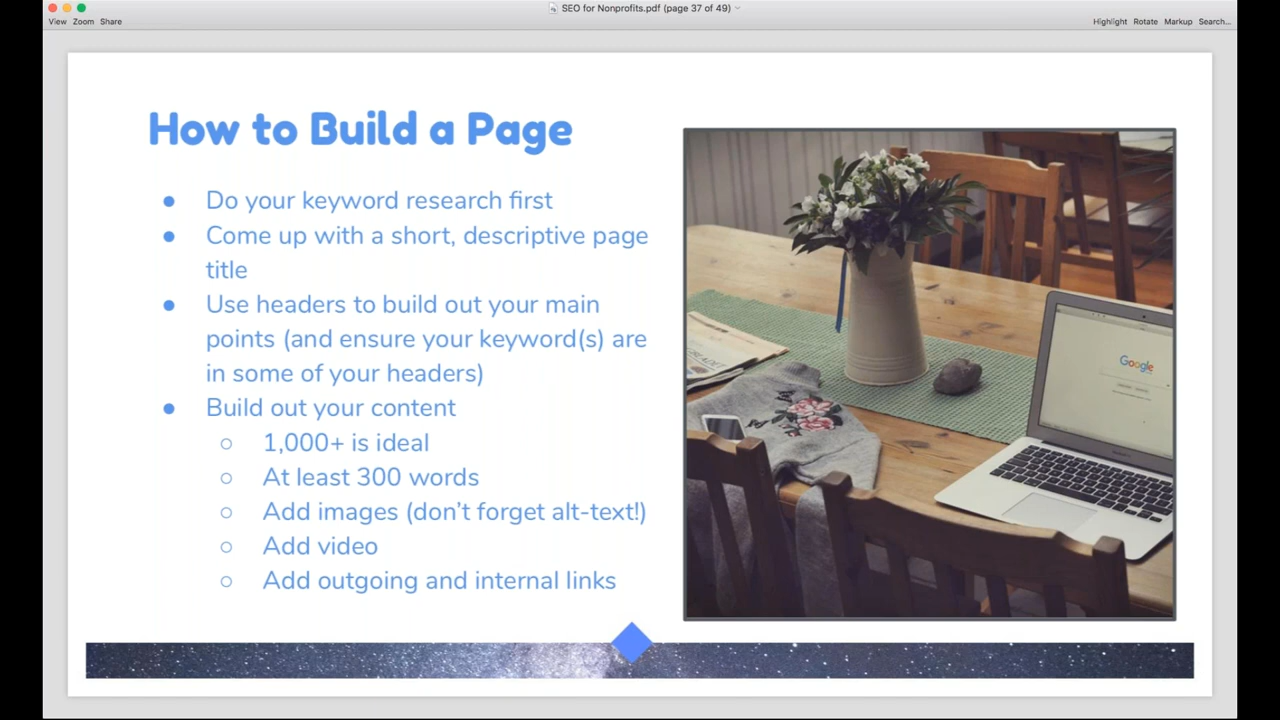 SEO for Nonprofits.pdf (page 37 of 49)
View Zoom Share
Highlight Rotate Markup Search...
How to Build a Page
● Do your keyword research first
● Come up with a short, descriptive page
title
● Use headers to build out your main
points (and ensure your keyword(s) are
in some of your headers)
● Build out your content
○ 1,000+ is ideal
○ At least 300 words
○ Add images (don’t forget alt-text!)
○ Add video
○ Add outgoing and internal links
Google